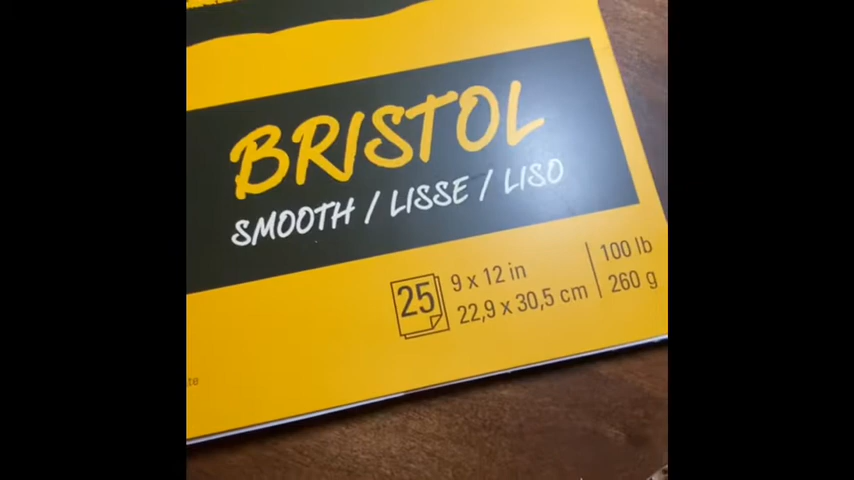 BRISTOL
SMOOTH / LISSE / LISO
25
9 x 12 in
22,9 x 30,5 cm
100 lb
260 g